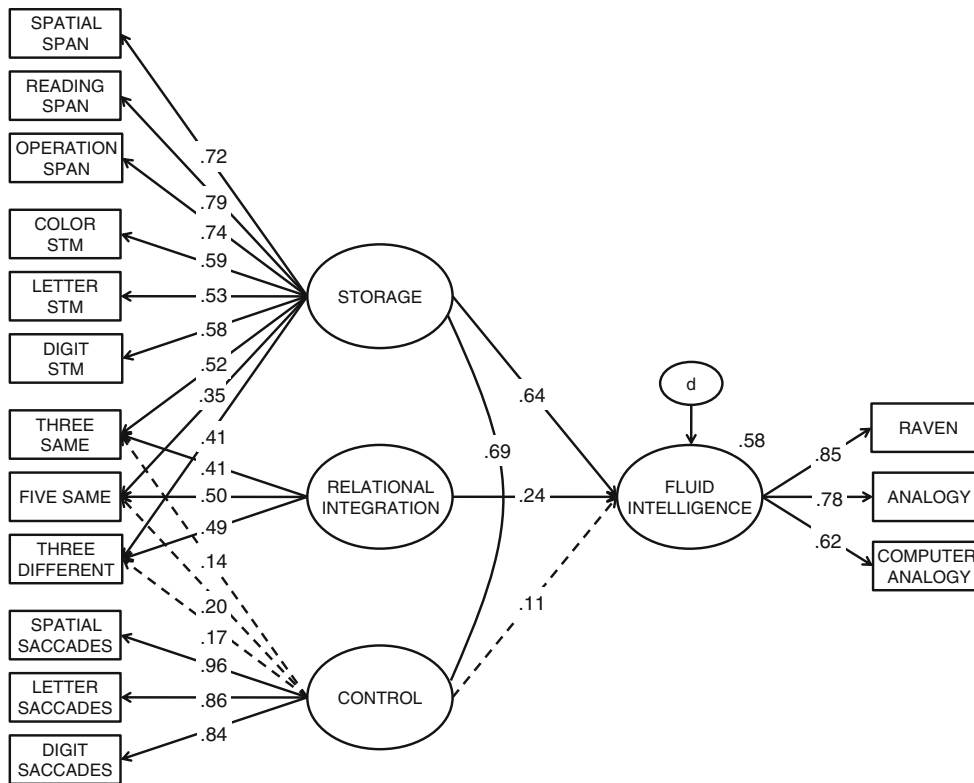 SPATIAL
SPAN
READING
SPAN
OPERATION
SPAN
COLOR
STM
LETTER
STM
DIGIT
STM
THREE
SAME
FIVE SAME
THREE
DIFFERENT
SPATIAL
SACCADES
LETTER
SACCADES
DIGIT
SACCADES
.72
.79
.74
.59
.53
.58
.52
.35
.41
.41
.50
.49
.14
.20
.17
.96
.86
.84
STORAGE
RELATIONAL
INTEGRATION
CONTROL
.64
.69
.24
.11
d
.58
FLUID
INTELLIGENCE
.85
.78
.62
RAVEN
ANALOGY
COMPUTER
ANALOGY